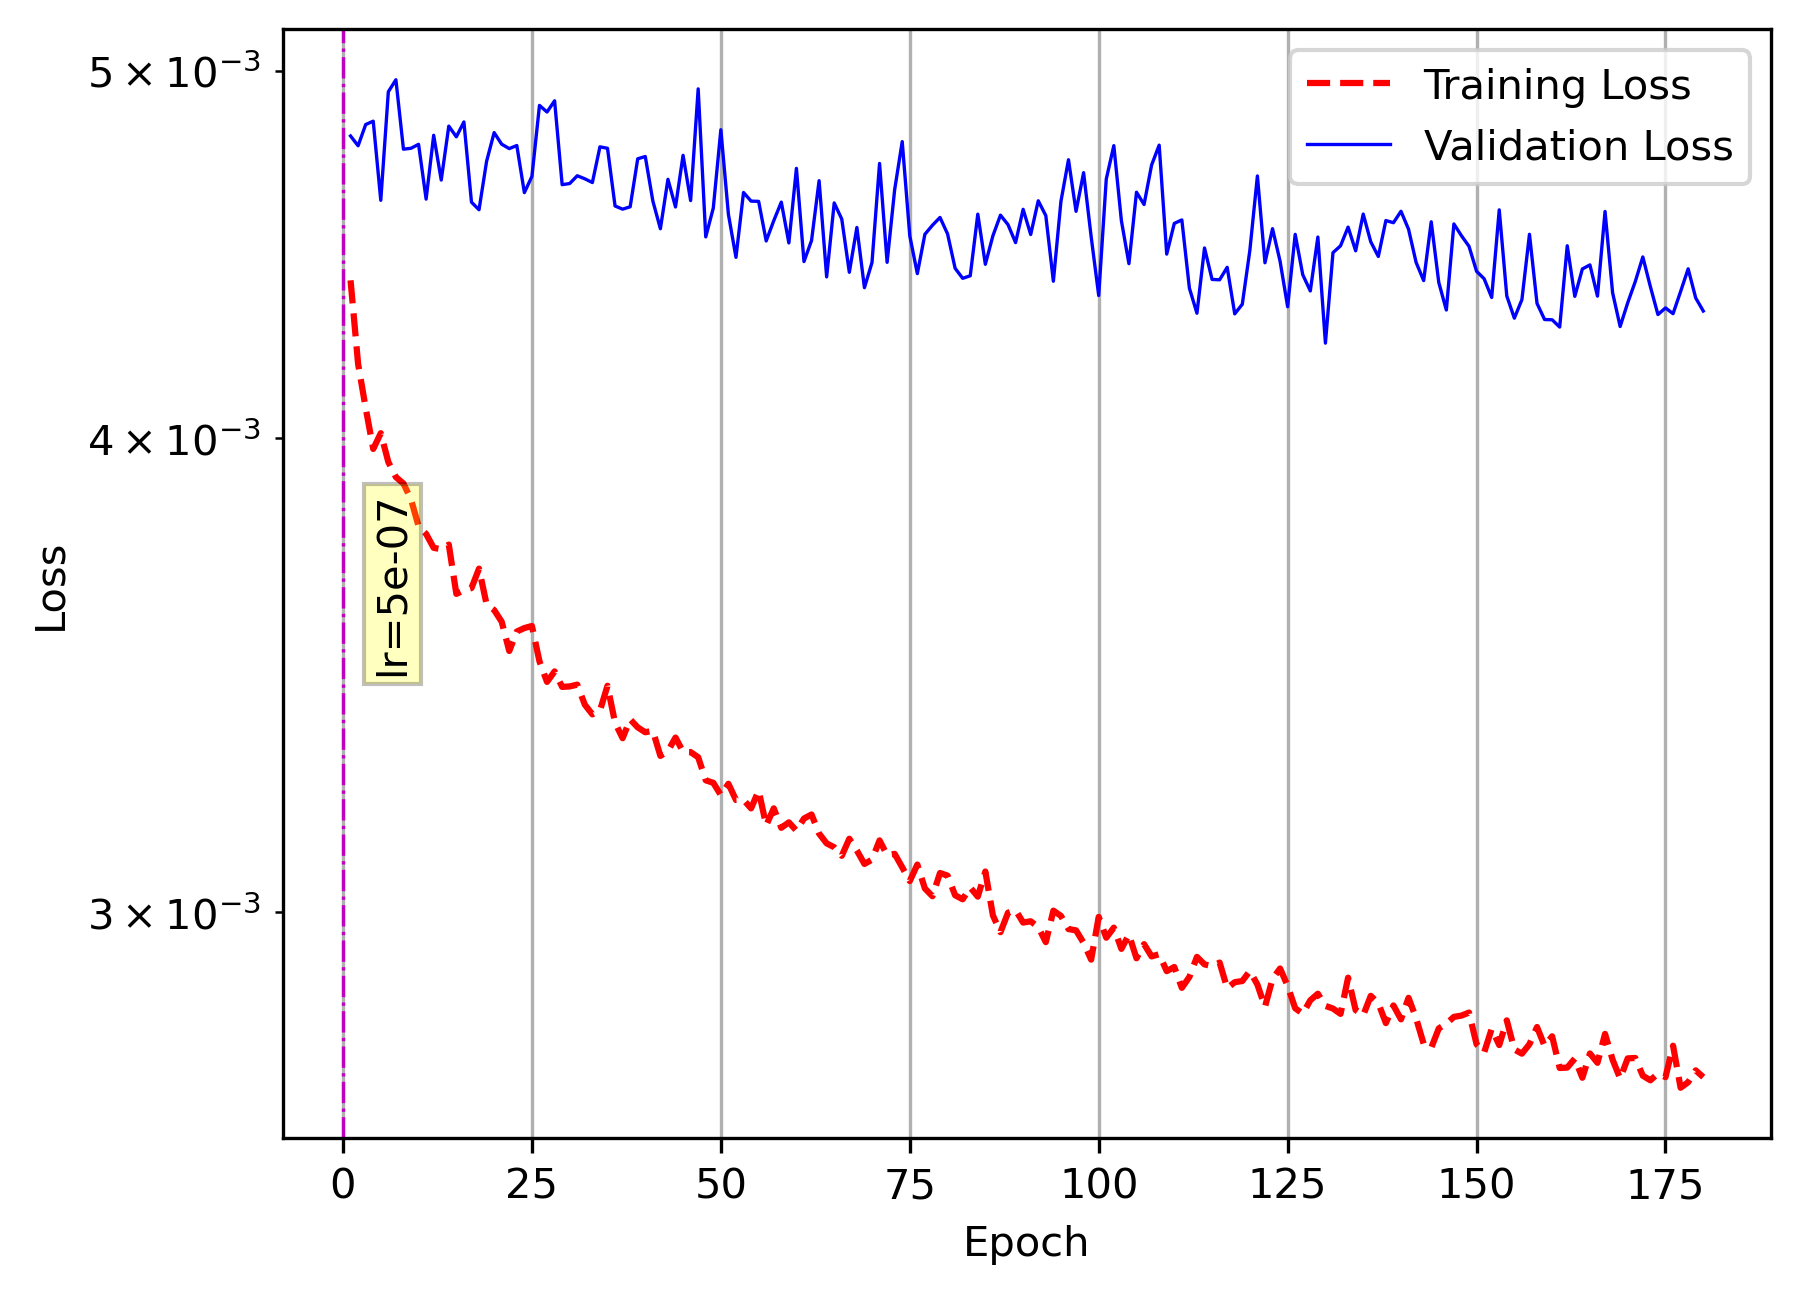 5 × 10⁻³
4 × 10⁻³
3 × 10⁻³
Loss
lr=5e-07
Training Loss
Validation Loss
0 25 50 75 100 125 150 175
Epoch